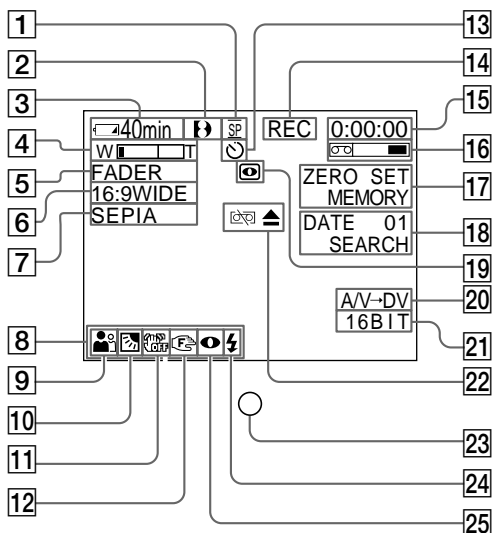 1
2
3
4
5
6
7
8
9
10
11
12
13
14
15
16
17
18
19
20
21
22
23
24
25
40min
SP
REC
0:00:00
W T
FADER
16:9WIDE
SEPIA
ZERO SET
MEMORY
DATE 01
SEARCH
A/V→DV
16BIT
OFF
F